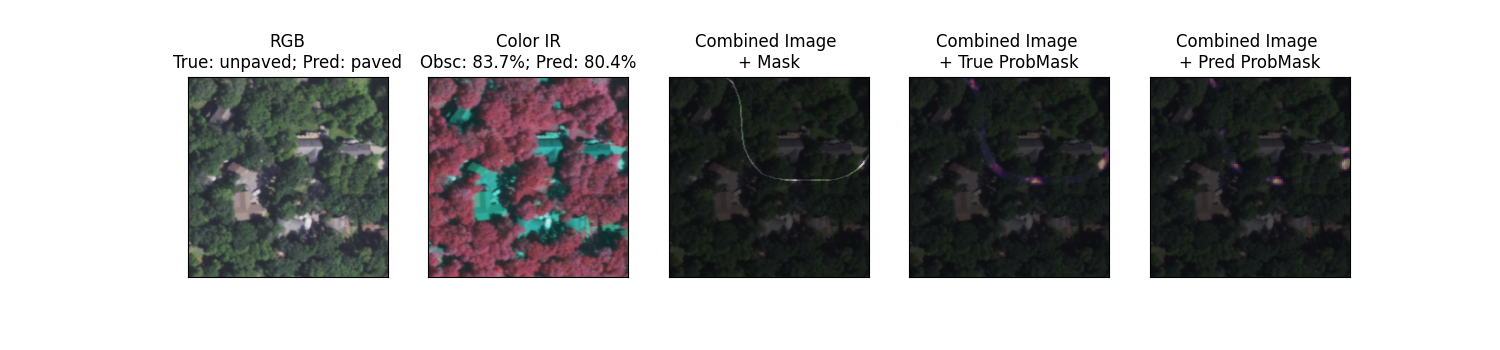 RGB
True: unpaved; Pred: paved
Color IR
Obsc: 83.7%; Pred: 80.4%
Combined Image
+ Mask
Combined Image
+ True ProbMask
Combined Image
+ Pred ProbMask